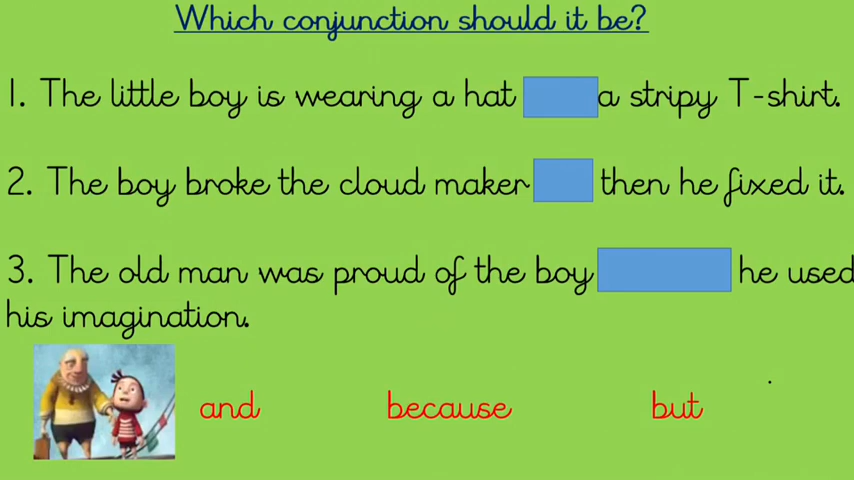 Which conjunction should it be?
1. The little boy is wearing a hat a stripy T-shirt.
2. The boy broke the cloud maker then he fixed it.
3. The old man was proud of the boy he used
his imagination.
and because but